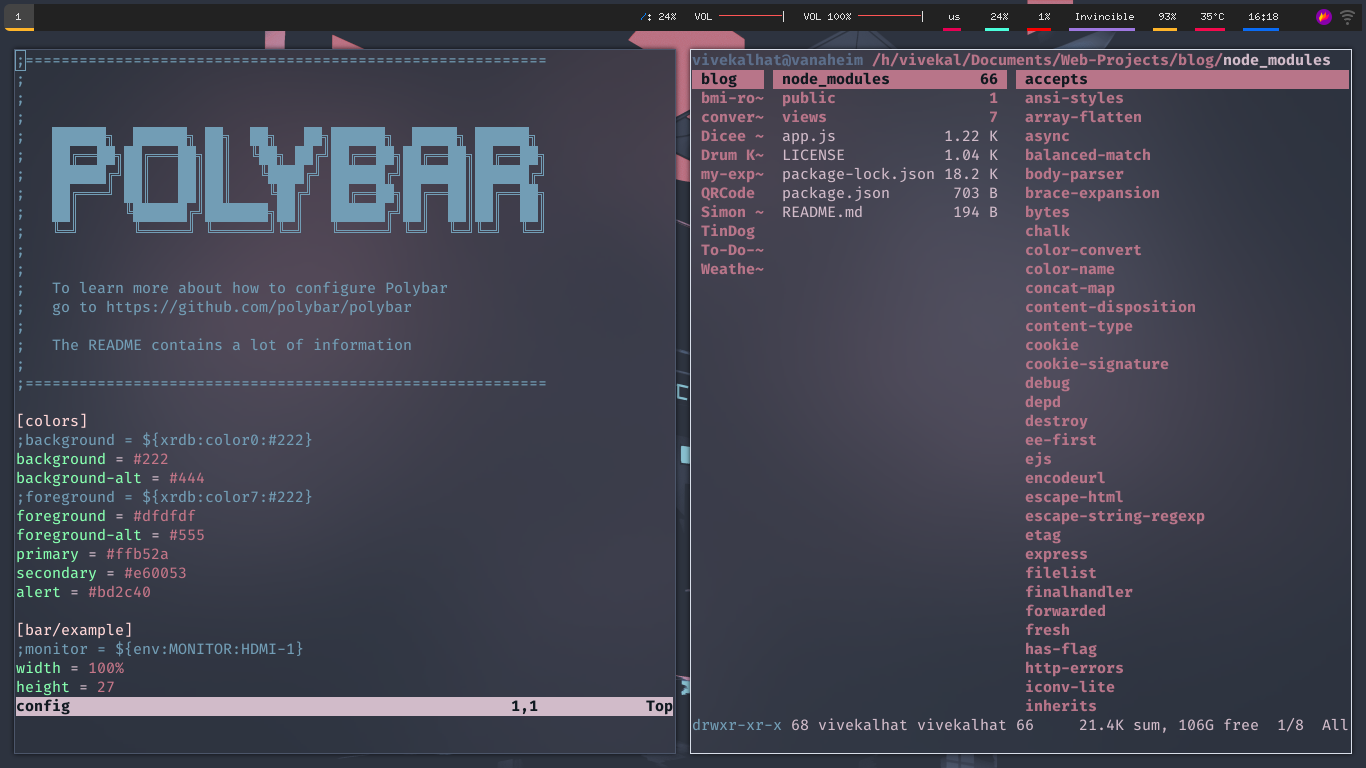 1 /: 24% VOL VOL 100% us 24% 1% Invincible 93% 35°C 16:18
;==========================================================
;
;
;
; POLYBAR
;
;
;
;
;
;
;
; To learn more about how to configure Polybar
; go to https://github.com/polybar/polybar
;
; The README contains a lot of information
;
;==========================================================
[colors]
;background = ${xrdb:color0:#222}
background = #222
background-alt = #444
;foreground = ${xrdb:color7:#222}
foreground = #dfdfdf
foreground-alt = #555
primary = #ffb52a
secondary = #e60053
alert = #bd2c40
[bar/example]
;monitor = ${env:MONITOR:HDMI-1}
width = 100%
height = 27
config 1,1 Top
vivekalhat@vanaheim /h/vivekal/Documents/Web-Projects/blog/node_modules
blog node_modules 66 accepts
bmi-ro~ public 1 ansi-styles
conver~ views 7 array-flatten
Dicee ~ app.js 1.22 K async
Drum K~ LICENSE 1.04 K balanced-match
my-exp~ package-lock.json 18.2 K body-parser
QRCode package.json 703 B brace-expansion
Simon ~ README.md 194 B bytes
TinDog chalk
To-Do-~ color-convert
Weathe~ color-name
concat-map
content-disposition
content-type
cookie
cookie-signature
debug
depd
destroy
ee-first
ejs
encodeurl
escape-html
escape-string-regexp
etag
express
filelist
finalhandler
forwarded
fresh
has-flag
http-errors
iconv-lite
inherits
drwxr-xr-x 68 vivekalhat vivekalhat 66 21.4K sum, 106G free 1/8 All